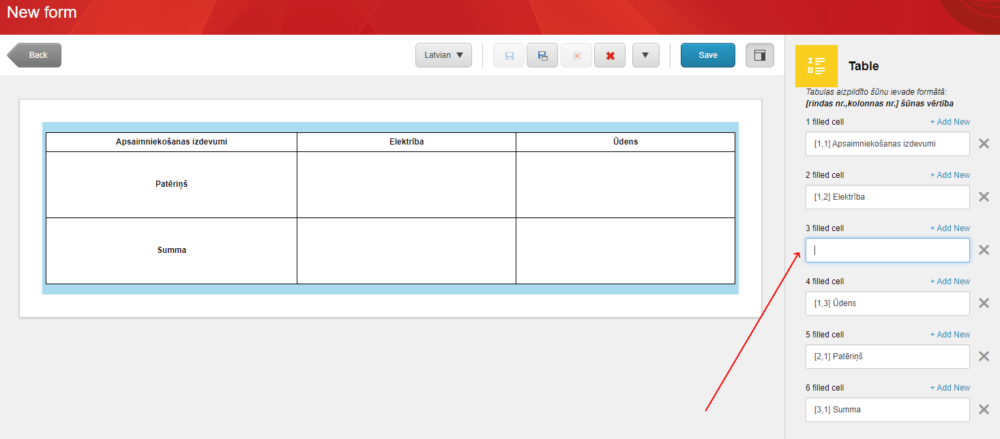 New form
Back
Latvian
Save
Apsaimniekošanas izdevumi
Elektrība
Ūdens
Patēriņš
Summa
Table
Tabulas aizpildīto šūnu ievade formātā:
[rindas nr.,kolonnas nr.] šūnas vērtība
1 filled cell + Add New
[1,1] Apsaimniekošanas izdevumi
2 filled cell + Add New
[1,2] Elektrība
3 filled cell + Add New
4 filled cell + Add New
[1,3] Ūdens
5 filled cell + Add New
[2,1] Patēriņš
6 filled cell + Add New
[3,1] Summa